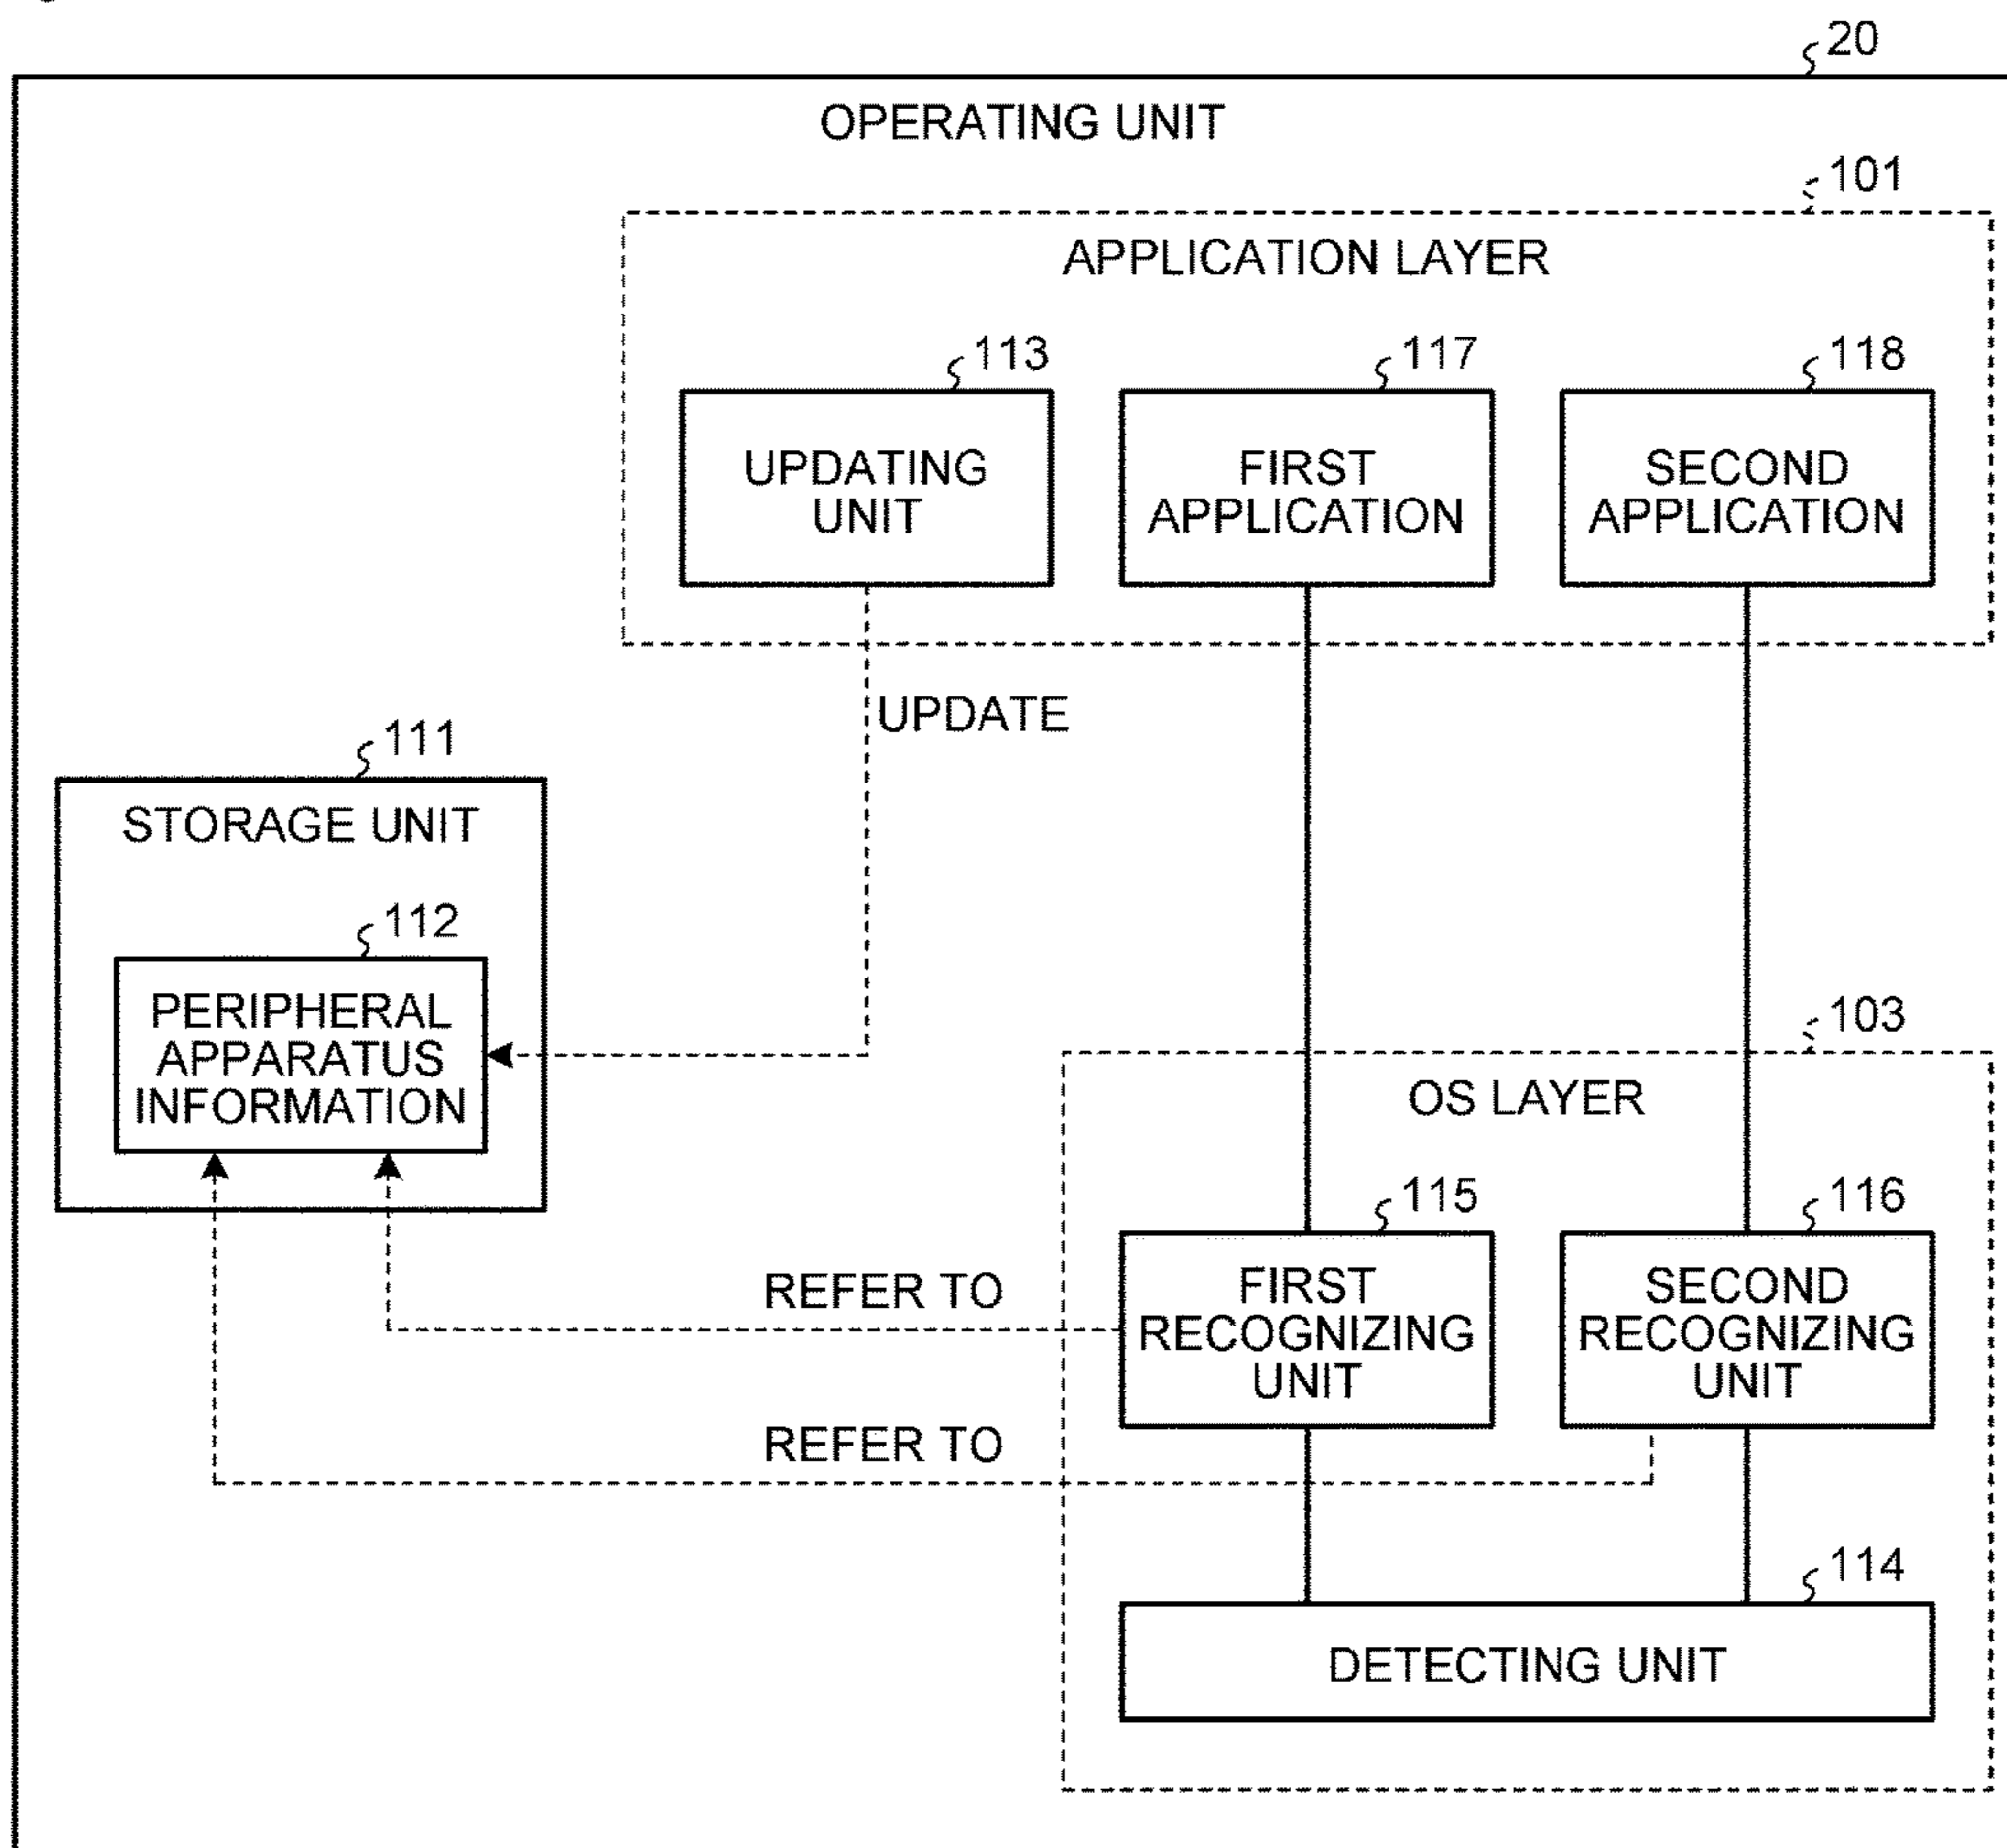 20
OPERATING UNIT
101
APPLICATION LAYER
113
117
118
UPDATING
UNIT
FIRST
APPLICATION
SECOND
APPLICATION
UPDATE
111
STORAGE UNIT
112
PERIPHERAL
APPARATUS
INFORMATION
103
OS LAYER
115
116
FIRST
RECOGNIZING
UNIT
SECOND
RECOGNIZING
UNIT
REFER TO
REFER TO
114
DETECTING UNIT